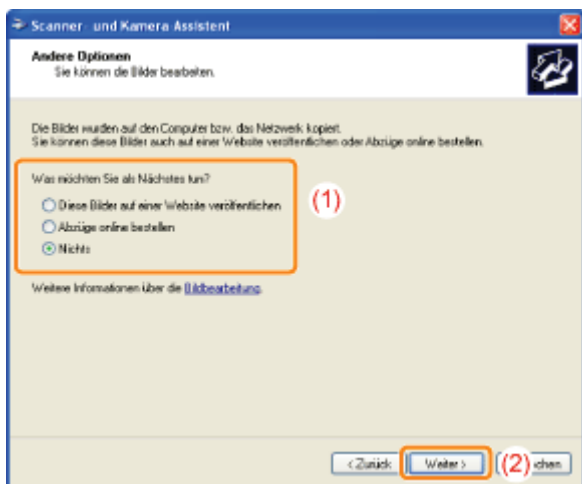 Scanner- und Kamera Assistent
Andere Optionen
Sie können die Bilder bearbeiten.
Die Bilder wurden auf den Computer bzw. das Netzwerk kopiert.
Sie können diese Bilder auch auf einer Website veröffentlichen oder Abzüge online bestellen.
Was möchten Sie als Nächstes tun?
Diese Bilder auf einer Website veröffentlichen
(1)
Abzüge online bestellen
Nichts
Weitere Informationen über die Bildbearbeitung.
< Zurück
Weiter >
(2)
chen